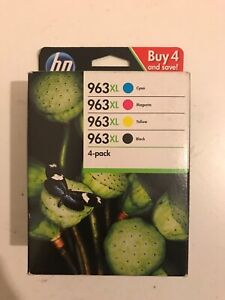 hp
Buy 4
and save!
963XL Cyan
963XL Magenta
963XL Yellow
963XL Black
4-pack